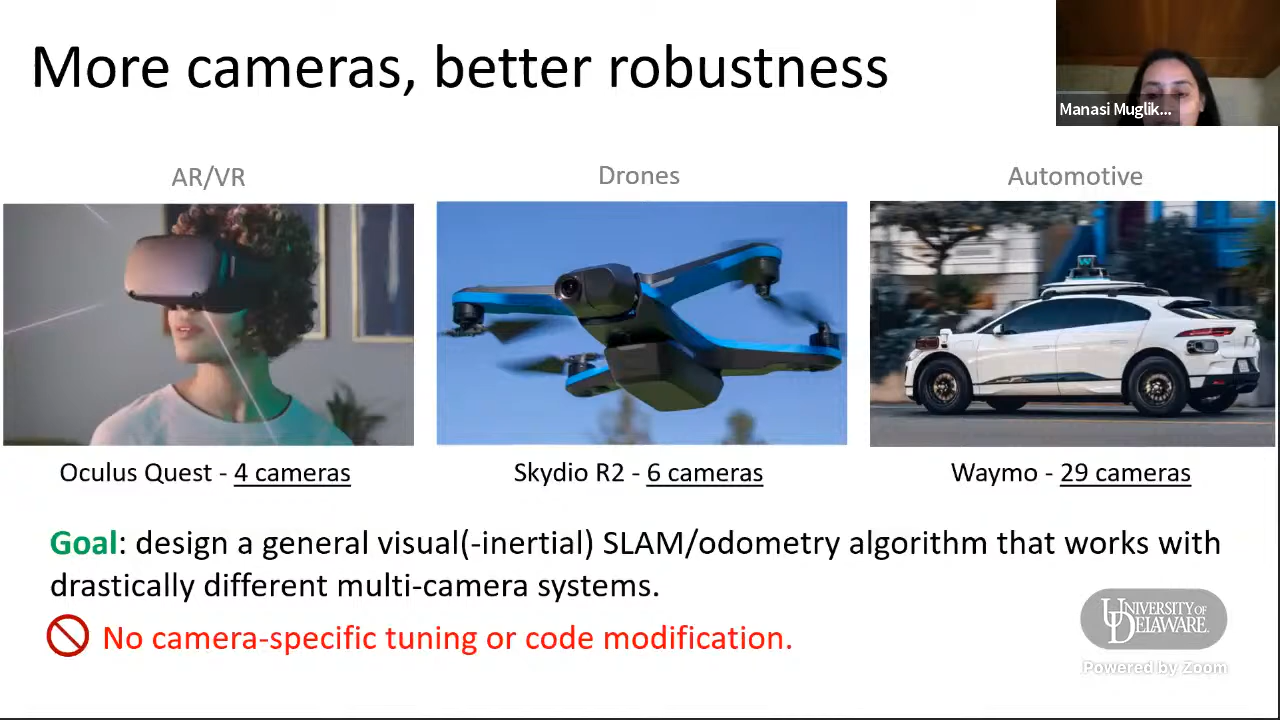 More cameras, better robustness
Manasi Muglik...
AR/VR
Drones
Automotive
Oculus Quest - 4 cameras
Skydio R2 - 6 cameras
Waymo - 29 cameras
Goal: design a general visual(-inertial) SLAM/odometry algorithm that works with
drastically different multi-camera systems.
No camera-specific tuning or code modification.
UNIVERSITY OF
DELAWARE.
Powered by Zoom